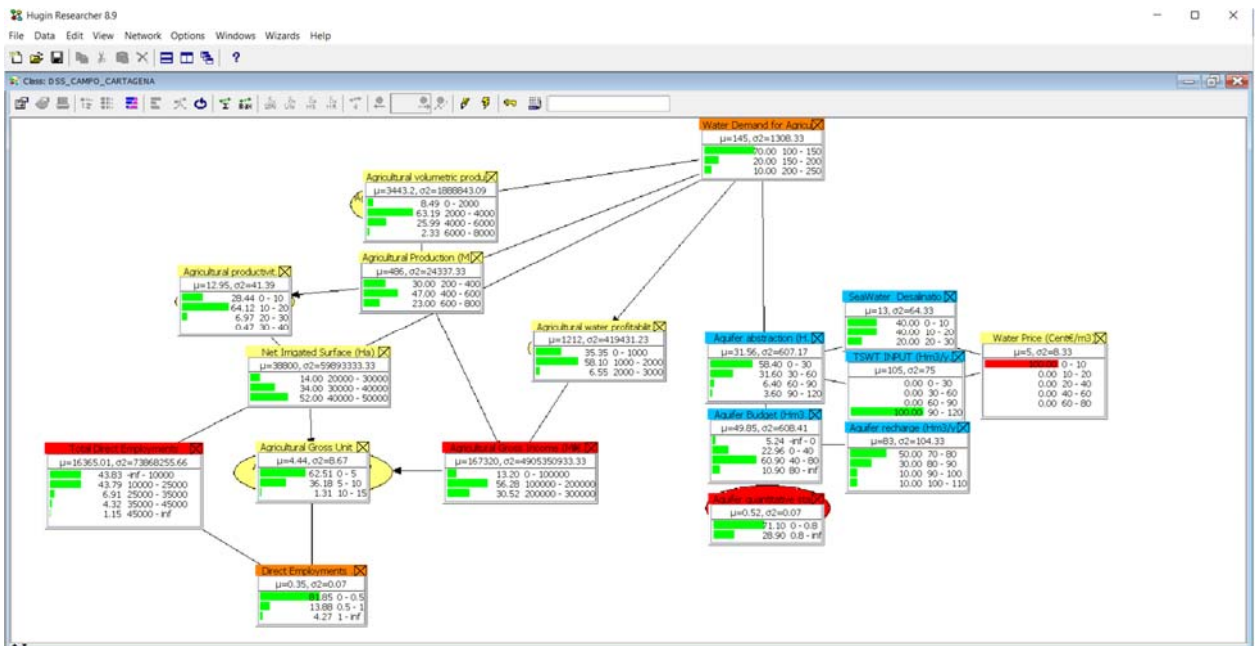 Hugin Researcher 8.9
File Data Edit View Network Options Windows Wizards Help
Class: DSS_CAMPO_CARTAGENA
Water Demand for Agricu
μ=145, σ2=1308.33
70.00 100 - 150
20.00 150 - 200
10.00 200 - 250
Agricultural volumetric produ
μ=3443.2, σ2=1888843.09
8.49 0 - 2000
63.19 2000 - 4000
25.99 4000 - 6000
2.33 6000 - 8000
Agricultural Production (M
μ=486, σ2=24337.33
30.00 200 - 400
47.00 400 - 600
23.00 600 - 800
Agricultural productivit
μ=12.95, σ2=41.39
28.44 0 - 10
64.12 10 - 20
6.97 20 - 30
0.47 30 - 40
SeaWater Desalinatio
μ=13, σ2=64.33
40.00 0 - 10
40.00 10 - 20
20.00 20 - 30
Agricultural water profitabilit
μ=1212, σ2=419431.23
35.35 0 - 1000
58.10 1000 - 2000
6.55 2000 - 3000
Aquifer abstraction (H
μ=31.56, σ2=607.17
58.40 0 - 30
31.60 30 - 60
6.40 60 - 90
3.60 90 - 120
Water Price (Cent€/m3)
μ=5, σ2=8.33
100.00 0 - 10
0.00 10 - 20
0.00 20 - 40
0.00 40 - 60
0.00 60 - 80
TSWT INPUT (Hm3/y
μ=105, σ2=75
0.00 0 - 30
0.00 30 - 60
0.00 60 - 90
100.00 90 - 120
Net Irrigated Surface (Ha)
μ=38800, σ2=59893333.33
14.00 20000 - 30000
34.00 30000 - 40000
52.00 40000 - 50000
Aquifer Budget (Hm3
μ=49.85, σ2=608.41
5.24 -inf - 0
22.96 0 - 40
60.90 40 - 80
10.90 80 - inf
Aquifer recharge (Hm3/y
μ=83, σ2=104.33
50.00 70 - 80
30.00 80 - 90
10.00 90 - 100
10.00 100 - 110
Total Direct Employments
μ=16365.01, σ2=73868255.66
43.83 -inf - 10000
43.79 10000 - 25000
6.91 25000 - 35000
4.32 35000 - 45000
1.15 45000 - inf
Agricultural Gross Unit
μ=4.44, σ2=8.67
62.51 0 - 5
36.18 5 - 10
1.31 10 - 15
Agricultural Gross Income
μ=167320, σ2=4905350933.33
13.20 0 - 100000
56.28 100000 - 200000
30.52 200000 - 300000
Aquifer quantitative
μ=0.52, σ2=0.07
71.10 0 - 0.8
28.90 0.8 - inf
Direct Employments
μ=0.35, σ2=0.07
81.85 0 - 0.5
13.88 0.5 - 1
4.27 1 - inf